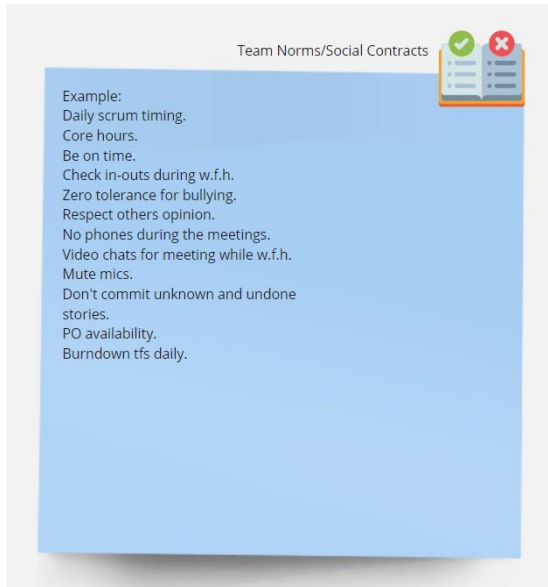 Team Norms/Social Contracts
Example:
Daily scrum timing.
Core hours.
Be on time.
Check in-outs during w.f.h.
Zero tolerance for bullying.
Respect others opinion.
No phones during the meetings.
Video chats for meeting while w.f.h.
Mute mics.
Don't commit unknown and undone
stories.
PO availability.
Burndown tfs daily.